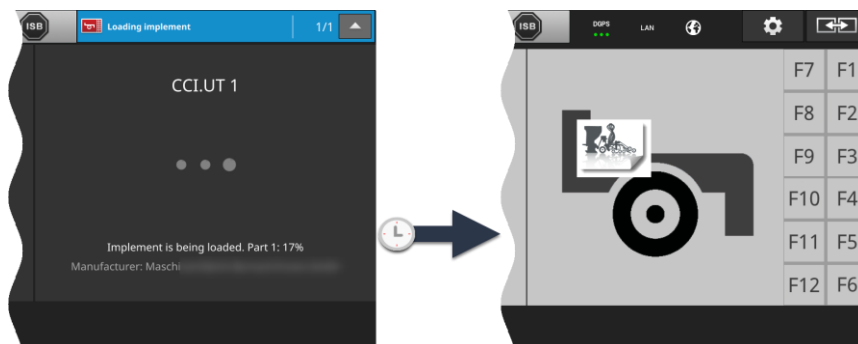 ISB
Loading implement
1/1
CCI.UT 1
Implement is being loaded. Part 1: 17%
Manufacturer: Masch
ISB
DGPS
LAN
F7 F1
F8 F2
F9 F3
F10 F4
F11 F5
F12 F6